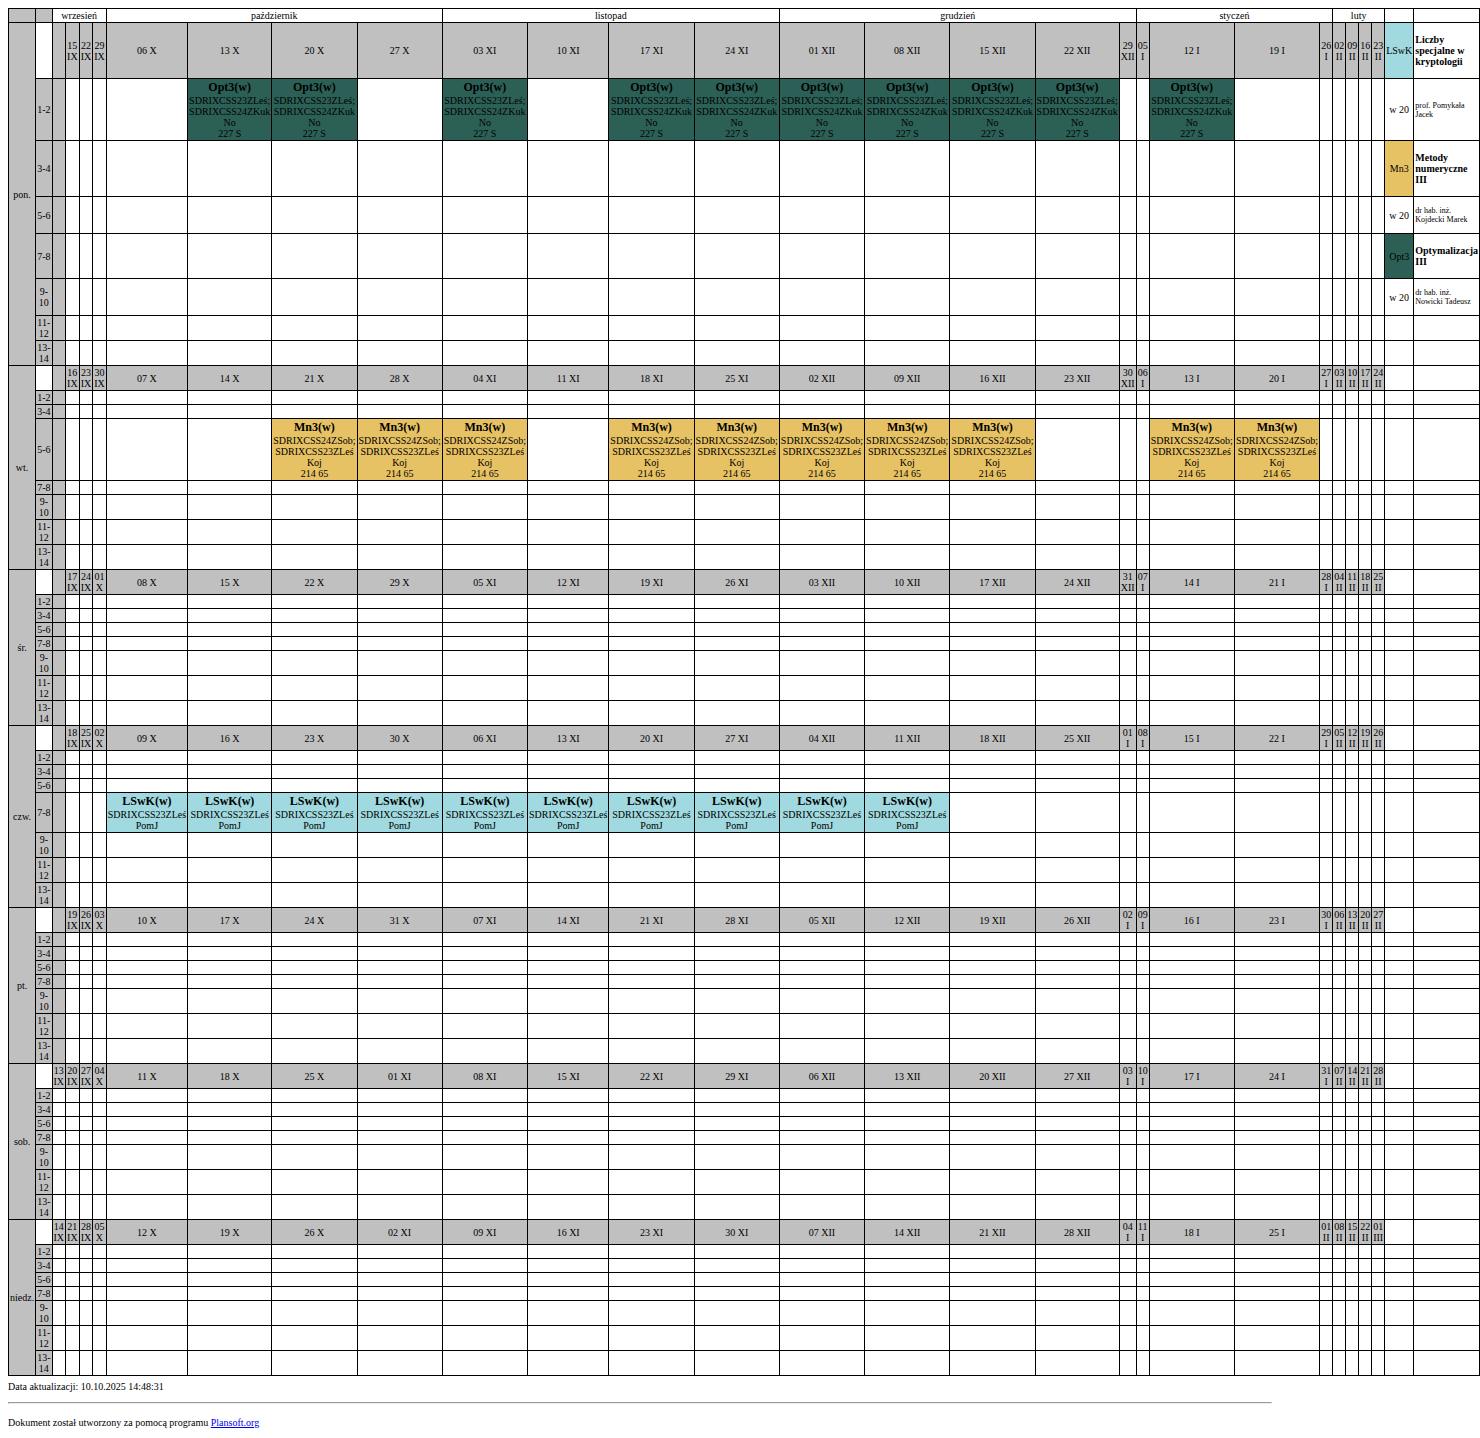 wrzesień październik listopad grudzień styczeń luty
pon. 15 IX 22 IX 29 IX 06 X 13 X 20 X 27 X 03 XI 10 XI 17 XI 24 XI 01 XII 08 XII 15 XII 22 XII 29 XII 05 I 12 I 19 I 26 I 02 II 09 II 16 II 23 II LSwK Liczby specjalne w kryptologii
1-2 Opt3(w) Opt3(w) Opt3(w) Opt3(w) Opt3(w) Opt3(w) Opt3(w) Opt3(w) Opt3(w) Opt3(w) w 20 prof. Pomykała Jacek
SDRIXCSS23ZLeś; SDRIXCSS23ZLeś; SDRIXCSS23ZLeś; SDRIXCSS23ZLeś; SDRIXCSS23ZLeś; SDRIXCSS23ZLeś; SDRIXCSS23ZLeś; SDRIXCSS23ZLeś; SDRIXCSS23ZLeś; SDRIXCSS23ZLeś;
SDRIXCSS24ZKuk SDRIXCSS24ZKuk SDRIXCSS24ZKuk SDRIXCSS24ZKuk SDRIXCSS24ZKuk SDRIXCSS24ZKuk SDRIXCSS24ZKuk SDRIXCSS24ZKuk SDRIXCSS24ZKuk SDRIXCSS24ZKuk
No No No No No No No No No No
227 S 227 S 227 S 227 S 227 S 227 S 227 S 227 S 227 S 227 S
3-4 Mn3 Metody numeryczne III
5-6 w 20 dr hab. inż. Kojdecki Marek
7-8 Opt3 Optymalizacja III
9-10 w 20 dr hab. inż. Nowicki Tadeusz
11-12
13-14
wt. 16 IX 23 IX 30 IX 07 X 14 X 21 X 28 X 04 XI 11 XI 18 XI 25 XI 02 XII 09 XII 16 XII 23 XII 30 XII 06 I 13 I 20 I 27 I 03 II 10 II 17 II 24 II
1-2
3-4
5-6 Mn3(w) Mn3(w) Mn3(w) Mn3(w) Mn3(w) Mn3(w) Mn3(w) Mn3(w) Mn3(w) Mn3(w)
SDRIXCSS24ZSob; SDRIXCSS24ZSob; SDRIXCSS24ZSob; SDRIXCSS24ZSob; SDRIXCSS24ZSob; SDRIXCSS24ZSob; SDRIXCSS24ZSob; SDRIXCSS24ZSob; SDRIXCSS24ZSob; SDRIXCSS24ZSob;
SDRIXCSS23ZLeś SDRIXCSS23ZLeś SDRIXCSS23ZLeś SDRIXCSS23ZLeś SDRIXCSS23ZLeś SDRIXCSS23ZLeś SDRIXCSS23ZLeś SDRIXCSS23ZLeś SDRIXCSS23ZLeś SDRIXCSS23ZLeś
Koj Koj Koj Koj Koj Koj Koj Koj Koj Koj
214 65 214 65 214 65 214 65 214 65 214 65 214 65 214 65 214 65 214 65
7-8
9-10
11-12
13-14
śr. 17 IX 24 IX 01 X 08 X 15 X 22 X 29 X 05 XI 12 XI 19 XI 26 XI 03 XII 10 XII 17 XII 24 XII 31 XII 07 I 14 I 21 I 28 I 04 II 11 II 18 II 25 II
1-2
3-4
5-6
7-8
9-10
11-12
13-14
czw. 18 IX 25 IX 02 X 09 X 16 X 23 X 30 X 06 XI 13 XI 20 XI 27 XI 04 XII 11 XII 18 XII 25 XII 01 I 08 I 15 I 22 I 29 I 05 II 12 II 19 II 26 II
1-2
3-4
5-6
7-8 LSwK(w) LSwK(w) LSwK(w) LSwK(w) LSwK(w) LSwK(w) LSwK(w) LSwK(w) LSwK(w) LSwK(w)
SDRIXCSS23ZLeś SDRIXCSS23ZLeś SDRIXCSS23ZLeś SDRIXCSS23ZLeś SDRIXCSS23ZLeś SDRIXCSS23ZLeś SDRIXCSS23ZLeś SDRIXCSS23ZLeś SDRIXCSS23ZLeś SDRIXCSS23ZLeś
PomJ PomJ PomJ PomJ PomJ PomJ PomJ PomJ PomJ PomJ
9-10
11-12
13-14
pt. 19 IX 26 IX 03 X 10 X 17 X 24 X 31 X 07 XI 14 XI 21 XI 28 XI 05 XII 12 XII 19 XII 26 XII 02 I 09 I 16 I 23 I 30 I 06 II 13 II 20 II 27 II
1-2
3-4
5-6
7-8
9-10
11-12
13-14
sob. 13 IX 20 IX 27 IX 04 X 11 X 18 X 25 X 01 XI 08 XI 15 XI 22 XI 29 XI 06 XII 13 XII 20 XII 27 XII 03 I 10 I 17 I 24 I 31 I 07 II 14 II 21 II 28 II
1-2
3-4
5-6
7-8
9-10
11-12
13-14
niedz. 14 IX 21 IX 28 IX 05 X 12 X 19 X 26 X 02 XI 09 XI 16 XI 23 XI 30 XI 07 XII 14 XII 21 XII 28 XII 04 I 11 I 18 I 25 I 01 II 08 II 15 II 22 II 01 III
1-2
3-4
5-6
7-8
9-10
11-12
13-14
Data aktualizacji: 10.10.2025 14:48:31
Dokument został utworzony za pomocą programu Plansoft.org